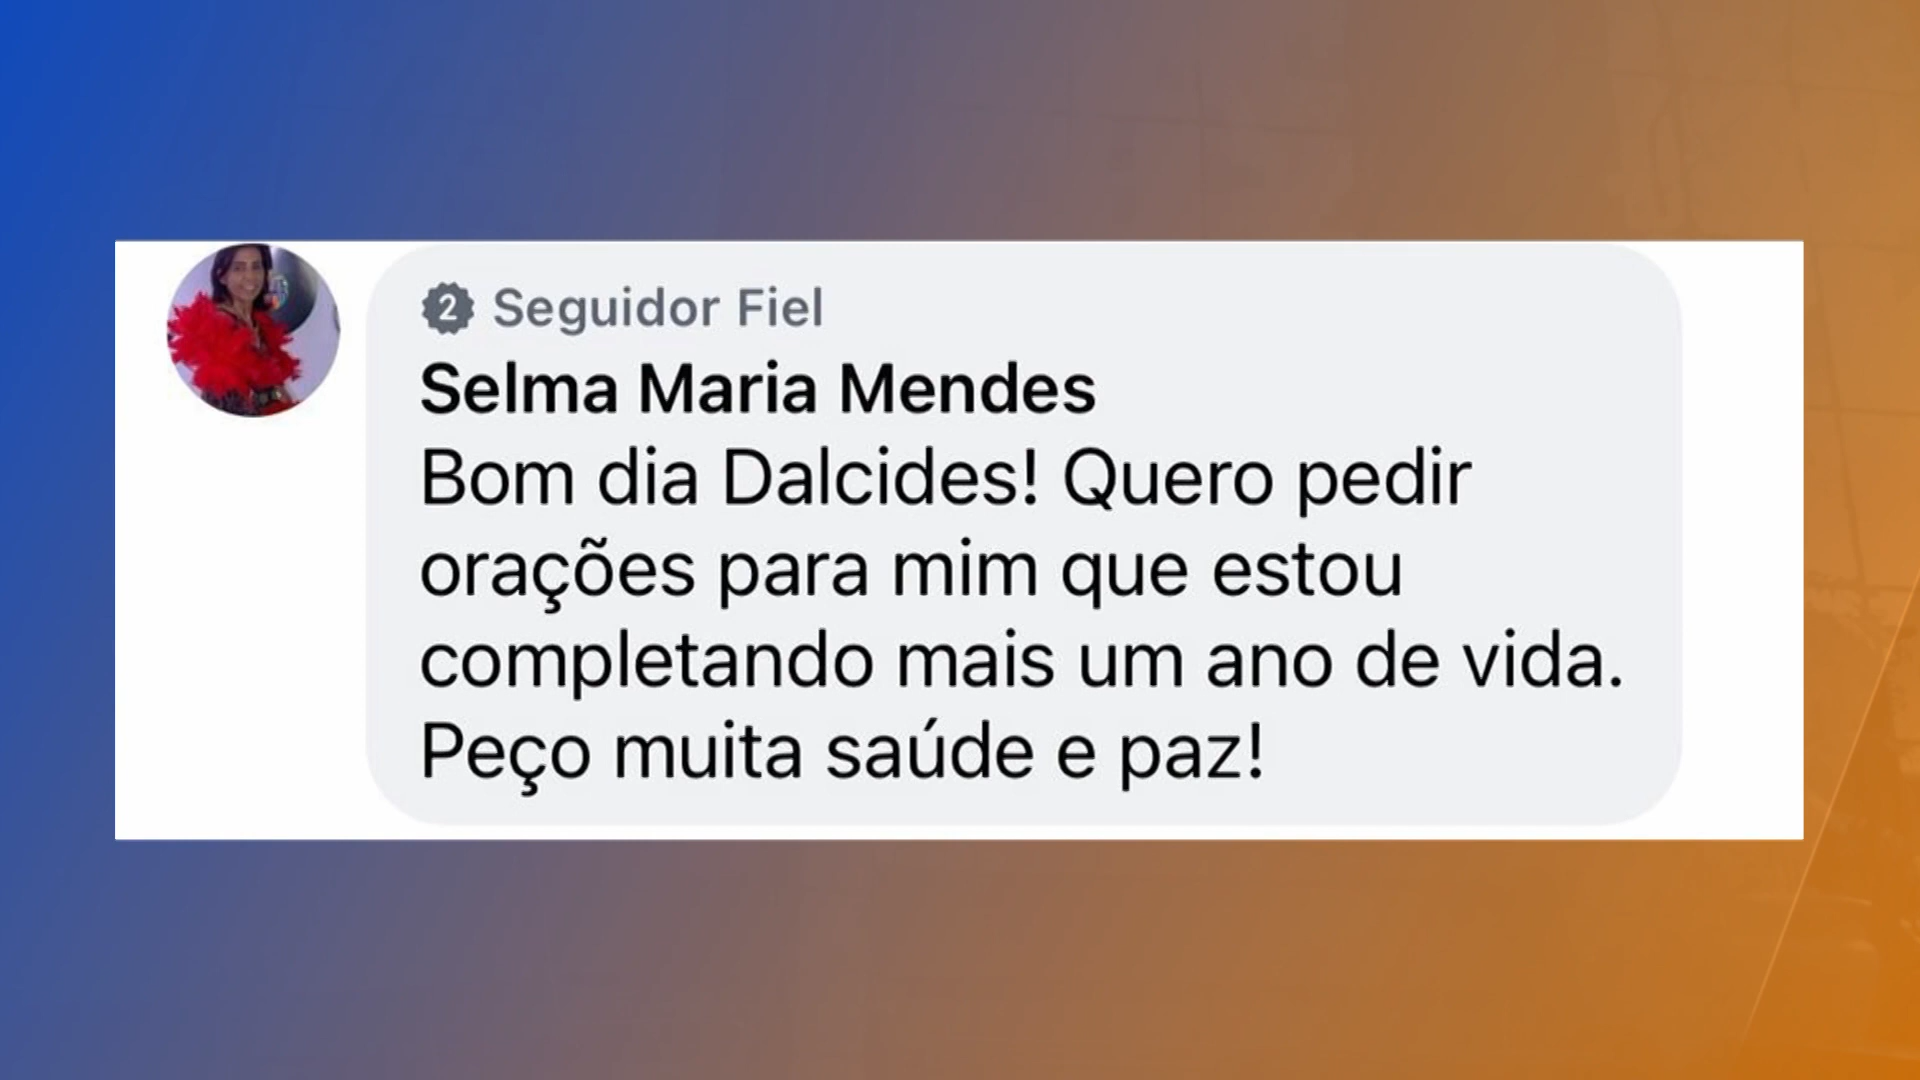 2 Seguidor Fiel
Selma Maria Mendes
Bom dia Dalcides! Quero pedir
orações para mim que estou
completando mais um ano de vida.
Peço muita saúde e paz!